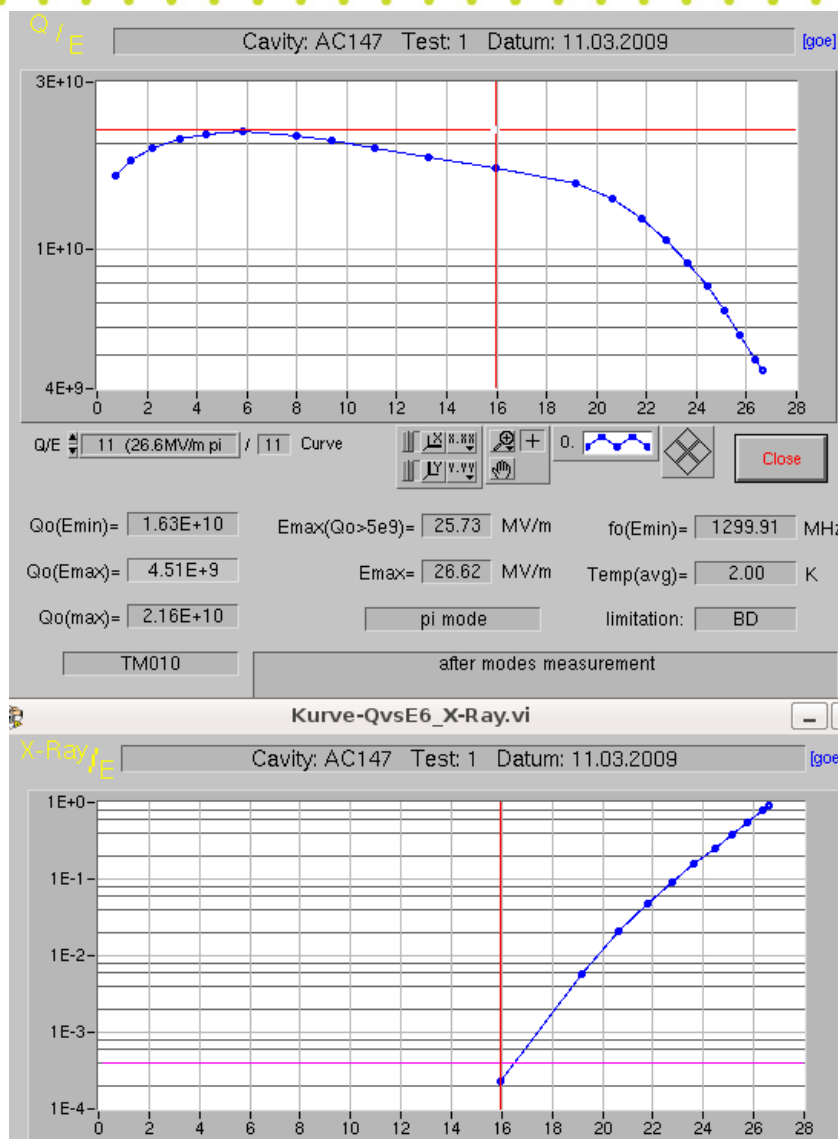 Q/E Cavity: AC147 Test: 1 Datum: 11.03.2009 [goe]
3E+10
1E+10
4E+9
0 2 4 6 8 10 12 14 16 18 20 22 24 26 28
Q/E 11 (26.6MV/m pi / 11 Curve X X.XX + 0.
Y Y.YY Close
Qo(Emin)= 1.63E+10 Emax(Qo>5e9)= 25.73 MV/m fo(Emin)= 1299.91 MHz
Qo(Emax)= 4.51E+9 Emax= 26.62 MV/m Temp(avg)= 2.00 K
Qo(max)= 2.16E+10 pi mode limitation: BD
TM010 after modes measurement
Kurve-QvsE6_X-Ray.vi
X-Ray/E Cavity: AC147 Test: 1 Datum: 11.03.2009 [goe
1E+0
1E-1
1E-2
1E-3
1E-4
0 2 4 6 8 10 12 14 16 18 20 22 24 26 28